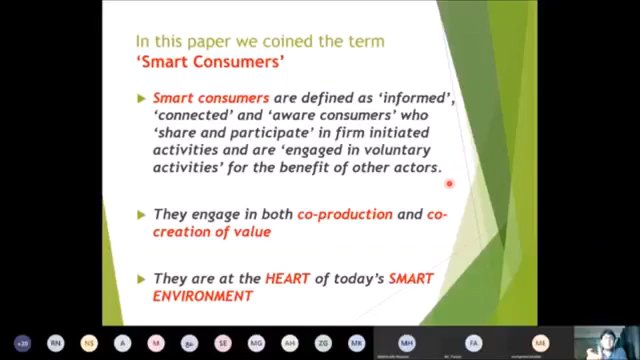 In this paper we coined the term
‘Smart Consumers’
Smart consumers are defined as ‘informed’,
‘connected’ and ‘aware consumers’ who
‘share and participate’ in firm initiated
activities and are ‘engaged in voluntary
activities’ for the benefit of other actors.
They engage in both co-production and co-
creation of value
They are at the HEART of today’s SMART
ENVIRONMENT
RN NS A M SE MG AH ZG MK MH FA ME